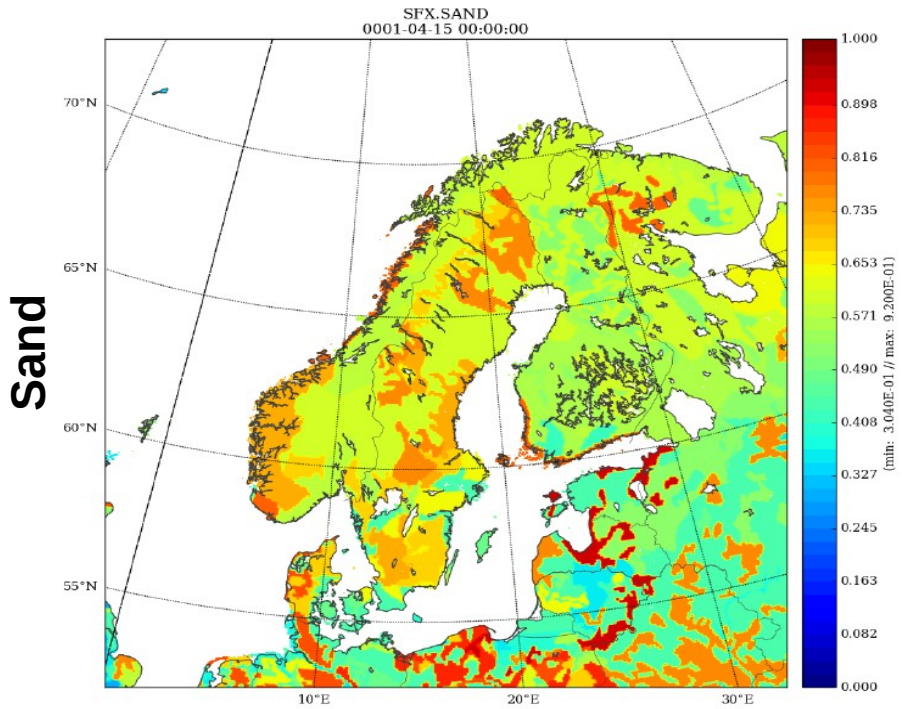 SFX.SAND
0001-04-15 00:00:00
Sand
70°N
65°N
60°N
55°N
10°E
20°E
30°E
1.000
0.898
0.816
0.735
0.653
0.571
0.490
0.408
0.327
0.245
0.163
0.082
0.000
(min: 3.040E-01 // max: 9.200E-01)